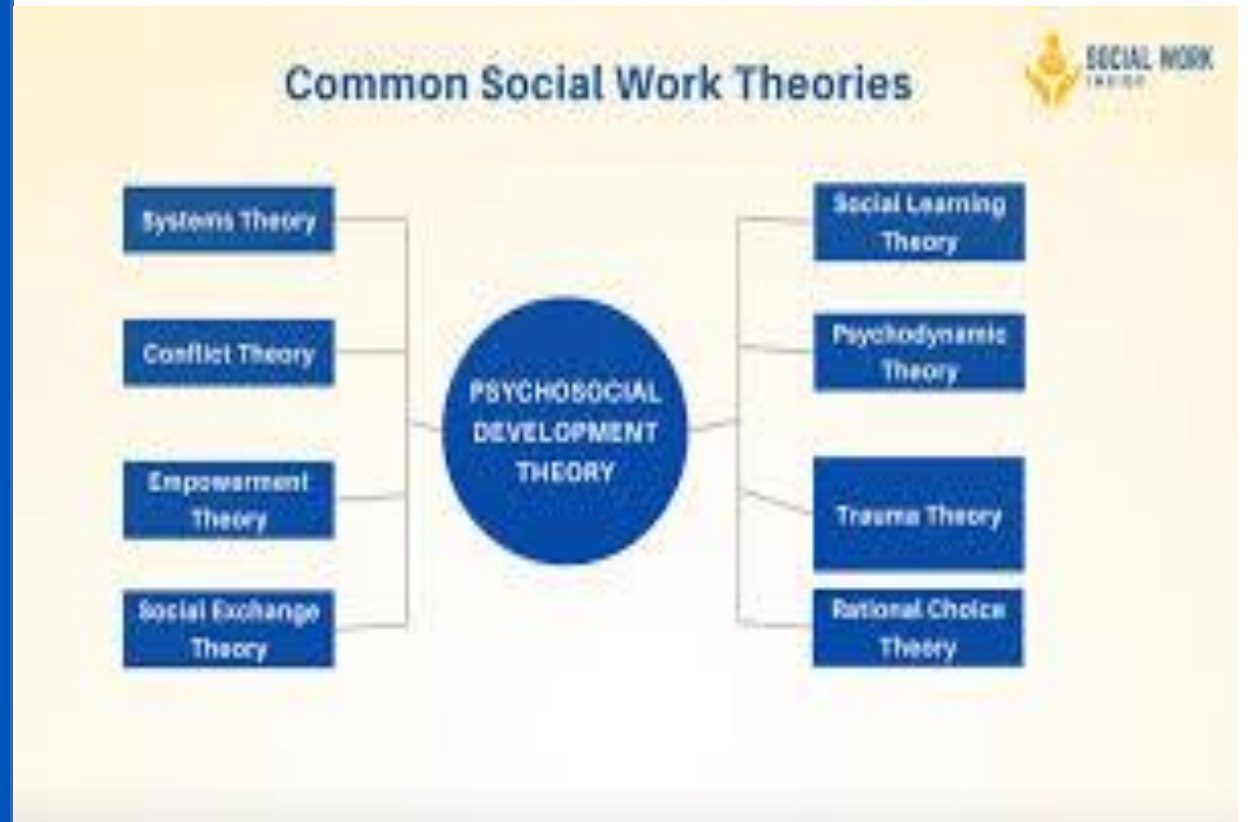 Common Social Work Theories
SOCIAL WORK
Systems Theory
Conflict Theory
Empowerment
Theory
Social Exchange
Theory
PSYCHOSOCIAL
DEVELOPMENT
THEORY
Social Learning
Theory
Psychodynamic
Theory
Trauma Theory
Rational Choice
Theory